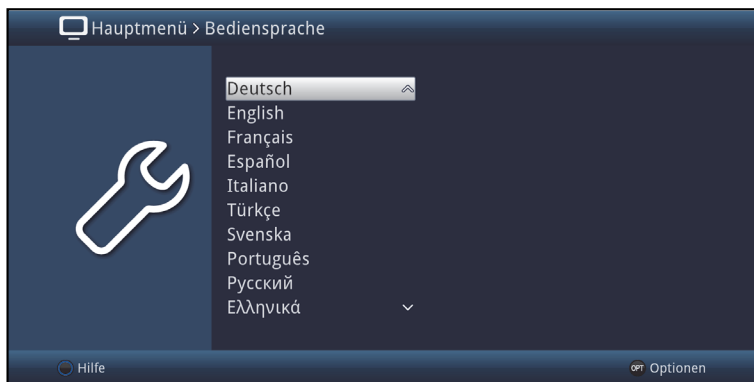 Hauptmenü > Bediensprache
Deutsch
English
Français
Español
Italiano
Türkçe
Svenska
Português
Русский
Ελληνικά
Hilfe
OPT Optionen